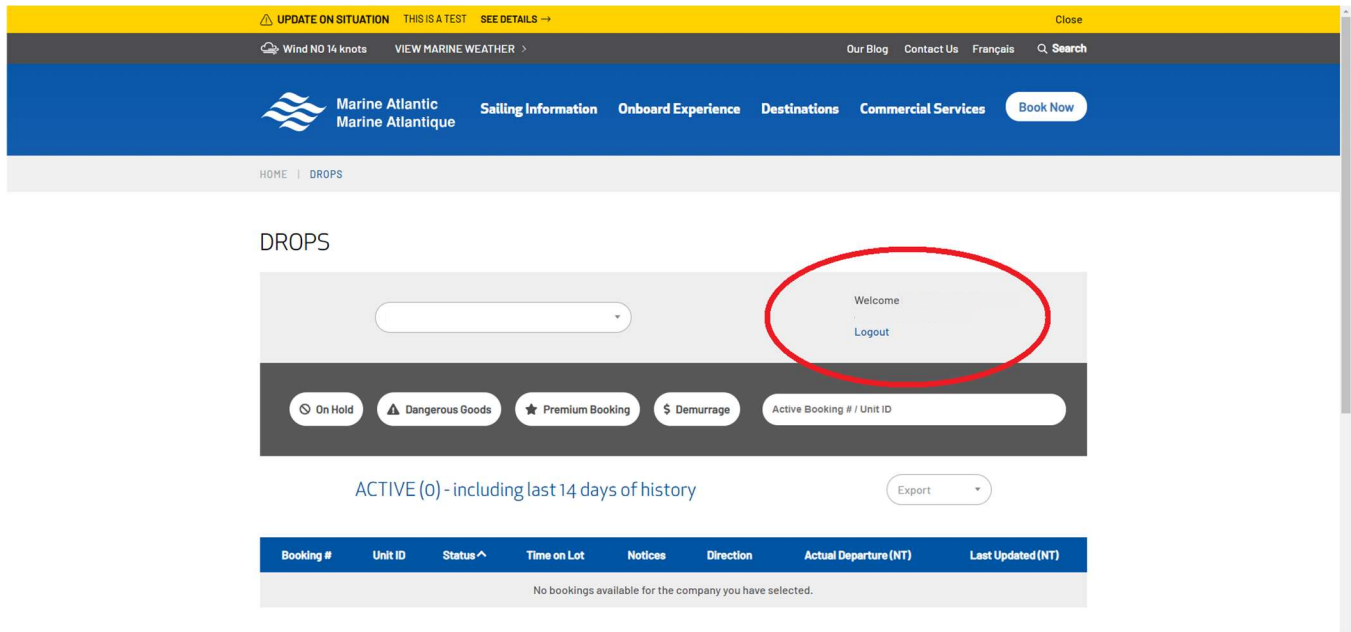 UPDATE ON SITUATION THIS IS A TEST SEE DETAILS → Close
Wind NO 14 knots VIEW MARINE WEATHER > Our Blog Contact Us Français Search
Marine Atlantic
Marine Atlantique
Sailing Information Onboard Experience Destinations Commercial Services Book Now
HOME | DROPS
DROPS
Welcome
Logout
On Hold Dangerous Goods Premium Booking $ Demurrage Active Booking # / Unit ID
ACTIVE (0) - including last 14 days of history Export
Booking # Unit ID Status Time on Lot Notices Direction Actual Departure (NT) Last Updated (NT)
No bookings available for the company you have selected.